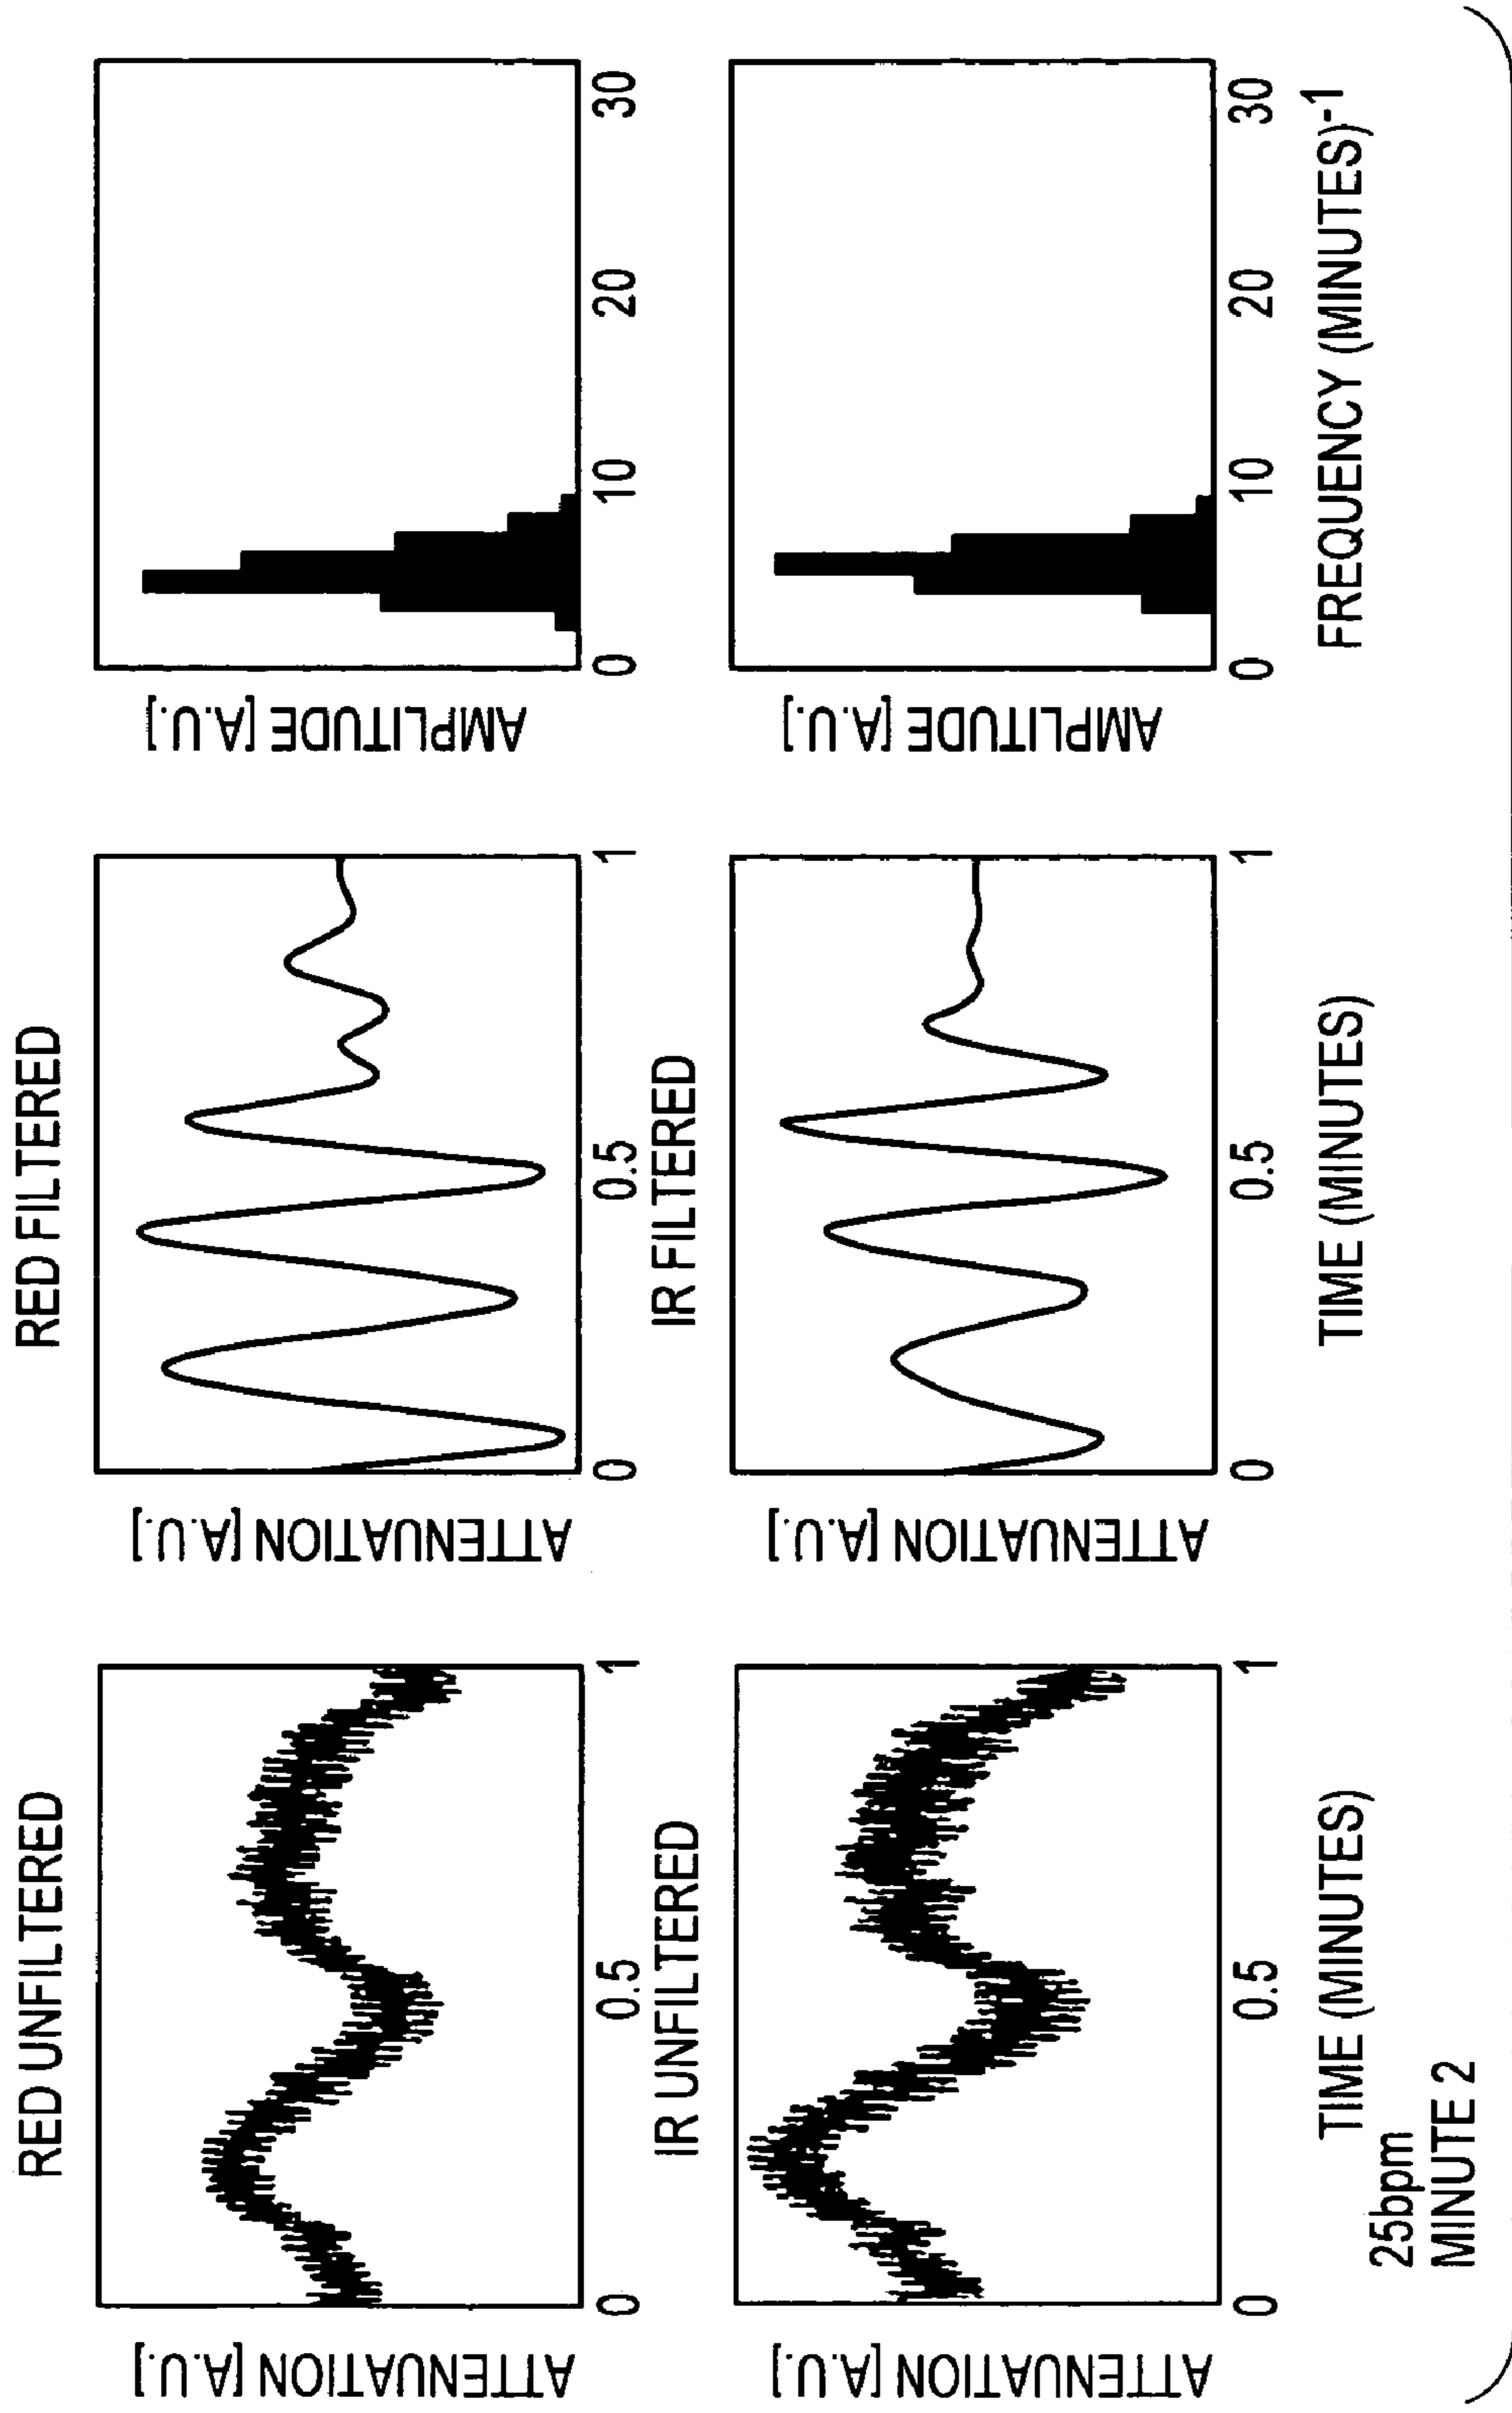 RED UNFILTERED
ATTENUATION [A.U.]
0 0.5 1
RED FILTERED
ATTENUATION [A.U.]
0 0.5 1
AMPLITUDE [A.U.]
0 10 20 30
IR UNFILTERED
ATTENUATION [A.U.]
0 0.5 1
TIME (MINUTES)
IR FILTERED
ATTENUATION [A.U.]
0 0.5 1
TIME (MINUTES)
AMPLITUDE [A.U.]
0 10 20 30
FREQUENCY (MINUTES)-1
25bpm
MINUTE 2